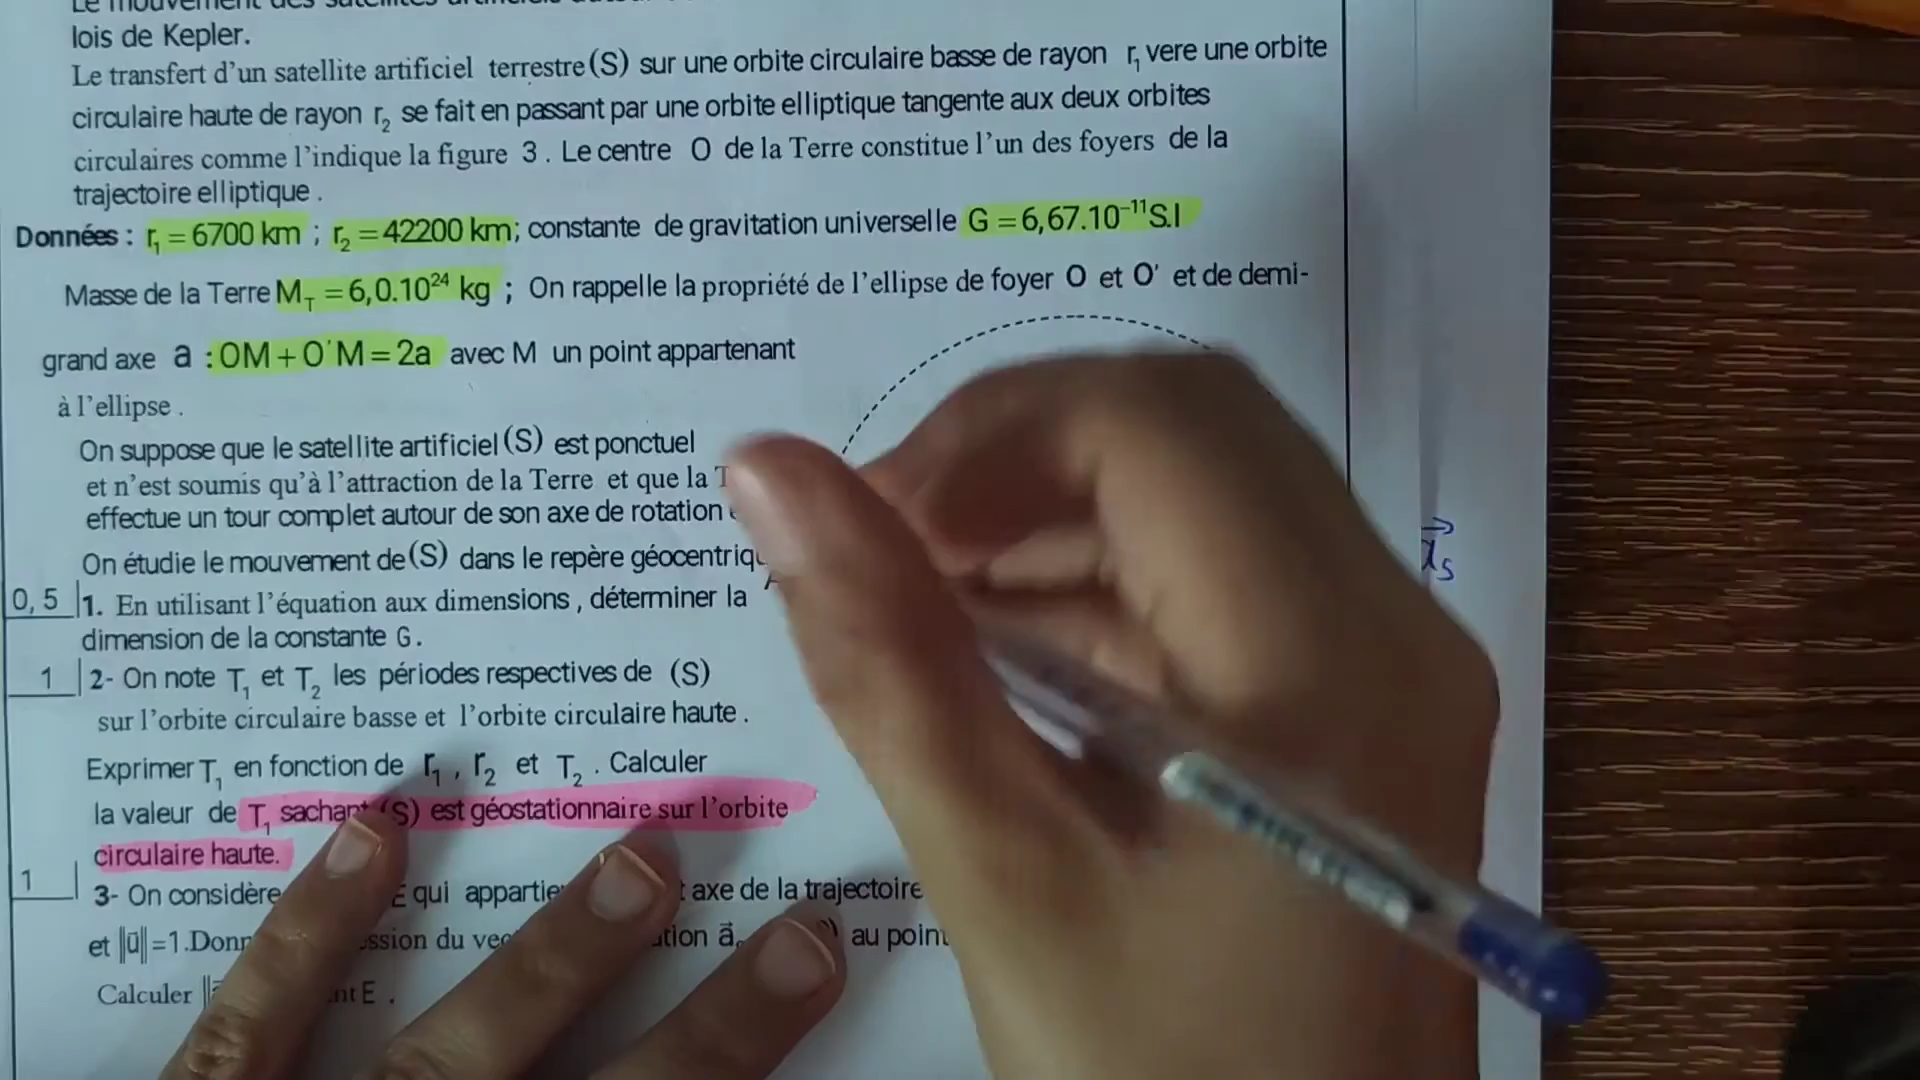 lois de Kepler.
Le transfert d'un satellite artificiel terrestre (S) sur une orbite circulaire basse de rayon r₁ vere une orbite
circulaire haute de rayon r₂ se fait en passant par une orbite elliptique tangente aux deux orbites
circulaires comme l'indique la figure 3 . Le centre O de la Terre constitue l'un des foyers de la
trajectoire elliptique .
Données : r₁ = 6700 km ; r₂ = 42200 km; constante de gravitation universelle G = 6,67.10⁻¹¹S.I
Masse de la Terre M_T = 6,0.10²⁴ kg ; On rappelle la propriété de l'ellipse de foyer O et O' et de demi-
grand axe a : OM + O'M = 2a avec M un point appartenant
à l'ellipse .
On suppose que le satellite artificiel (S) est ponctuel
et n'est soumis qu'à l'attraction de la Terre et que la
effectue un tour complet autour de son axe de rotation
On étudie le mouvement de (S) dans le repère
a⃗s
0,5 1. En utilisant l'équation aux dimensions , déterminer la
dimension de la constante G .
1 2- On note T₁ et T₂ les périodes respectives de (S)
sur l'orbite circulaire basse et l'orbite circulaire haute .
Exprimer T₁ en fonction de r₁ , r₂ et T₂ . Calculer
la valeur de T₁ sachant (S) est géostationnaire sur l'orbite
circulaire haute.
1 3- On considère E qui axe de la trajectoire
et ‖u⃗‖ = 1. du a⃗ au point
Calculer E .